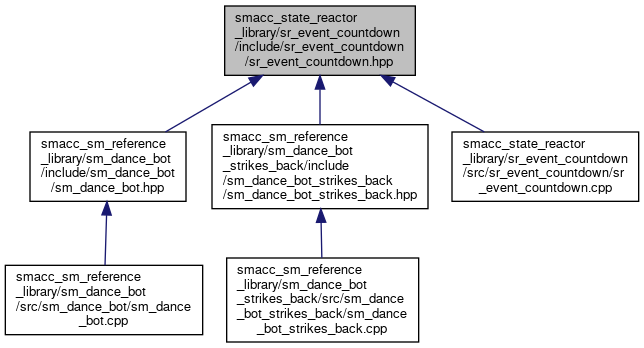 smacc_state_reactor
_library/sr_event_countdown
/include/sr_event_countdown
/sr_event_countdown.hpp
smacc_sm_reference
_library/sm_dance_bot
/include/sm_dance_bot
/sm_dance_bot.hpp
smacc_sm_reference
_library/sm_dance_bot
_strikes_back/include
/sm_dance_bot_strikes_back
/sm_dance_bot_strikes_back.hpp
smacc_state_reactor
_library/sr_event_countdown
/src/sr_event_countdown/sr
_event_countdown.cpp
smacc_sm_reference
_library/sm_dance_bot
/src/sm_dance_bot/sm_dance
_bot.cpp
smacc_sm_reference
_library/sm_dance_bot
_strikes_back/src/sm_dance
_bot_strikes_back/sm_dance
_bot_strikes_back.cpp